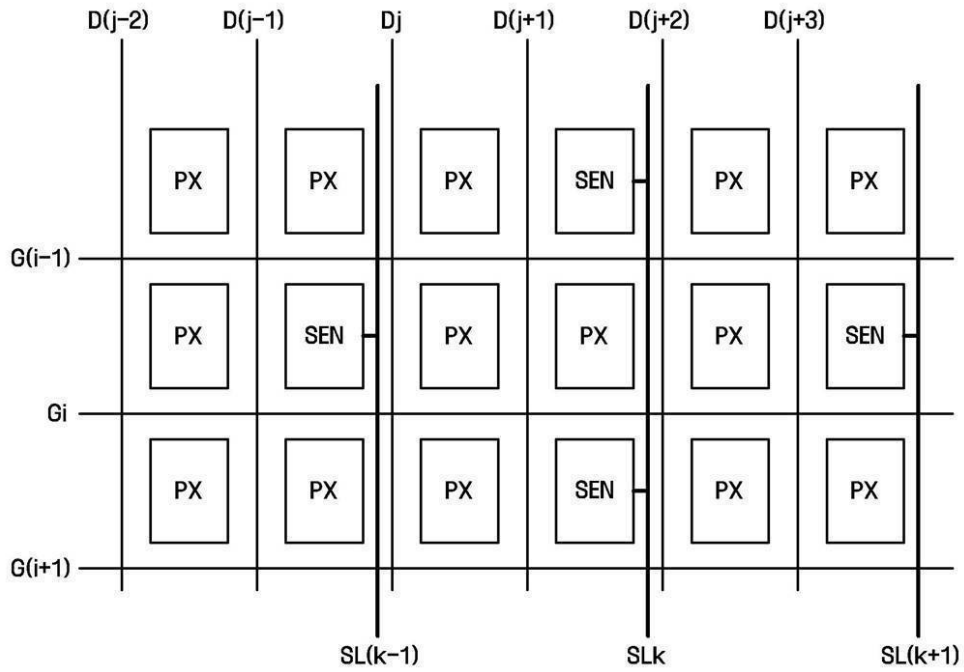 D(j-2) D(j-1) Dj D(j+1) D(j+2) D(j+3)
PX PX PX SEN PX PX
G(i-1)
PX SEN PX PX PX SEN
Gi
PX PX PX SEN PX PX
G(i+1)
SL(k-1) SLk SL(k+1)